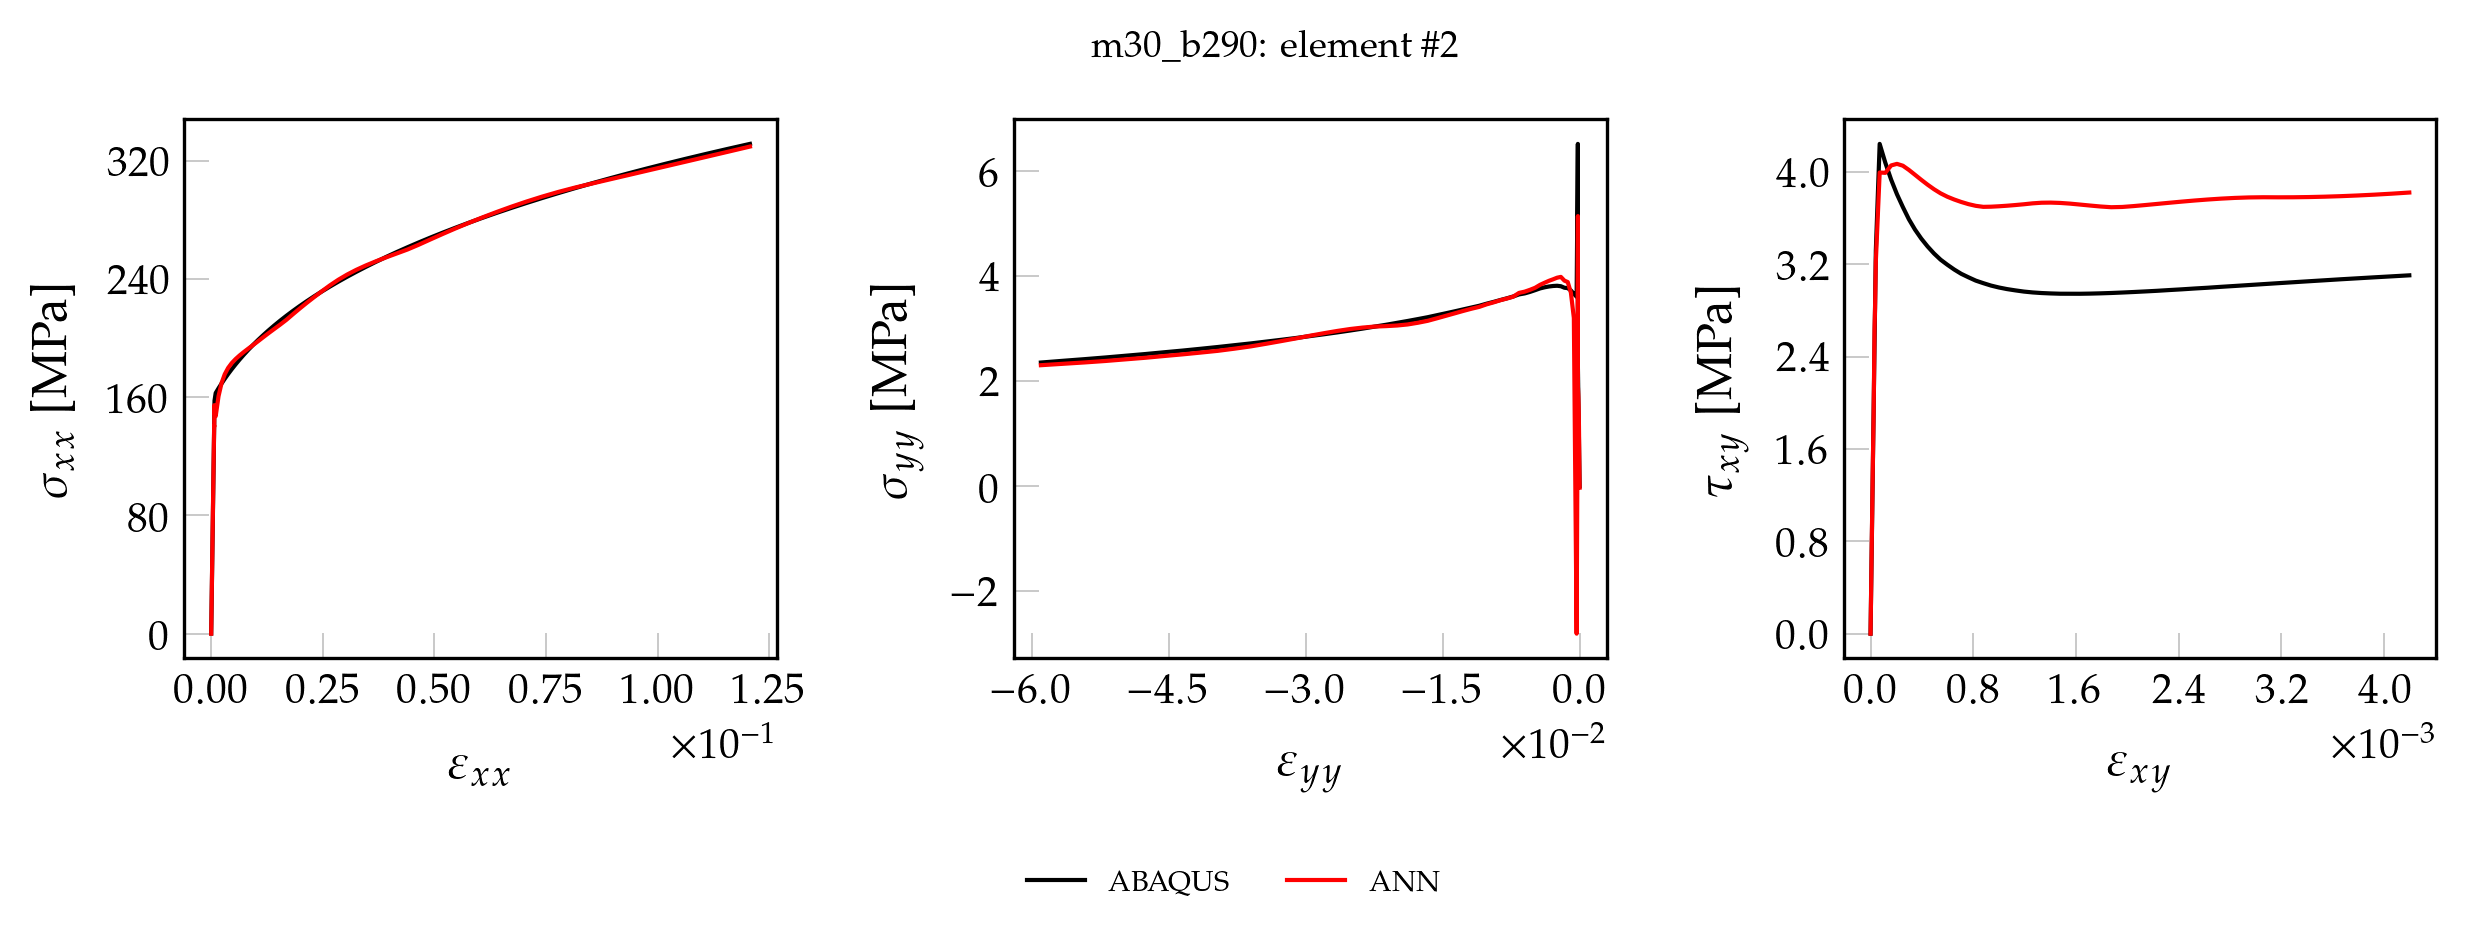 m30_b290: element #2
σxx [MPa]
320
240
160
80
0
0.00 0.25 0.50 0.75 1.00 1.25
×10−1
εxx
σyy [MPa]
6
4
2
0
−2
−6.0 −4.5 −3.0 −1.5 0.0
×10−2
εyy
τxy [MPa]
4.0
3.2
2.4
1.6
0.8
0.0
0.0 0.8 1.6 2.4 3.2 4.0
×10−3
εxy
ABAQUS ANN